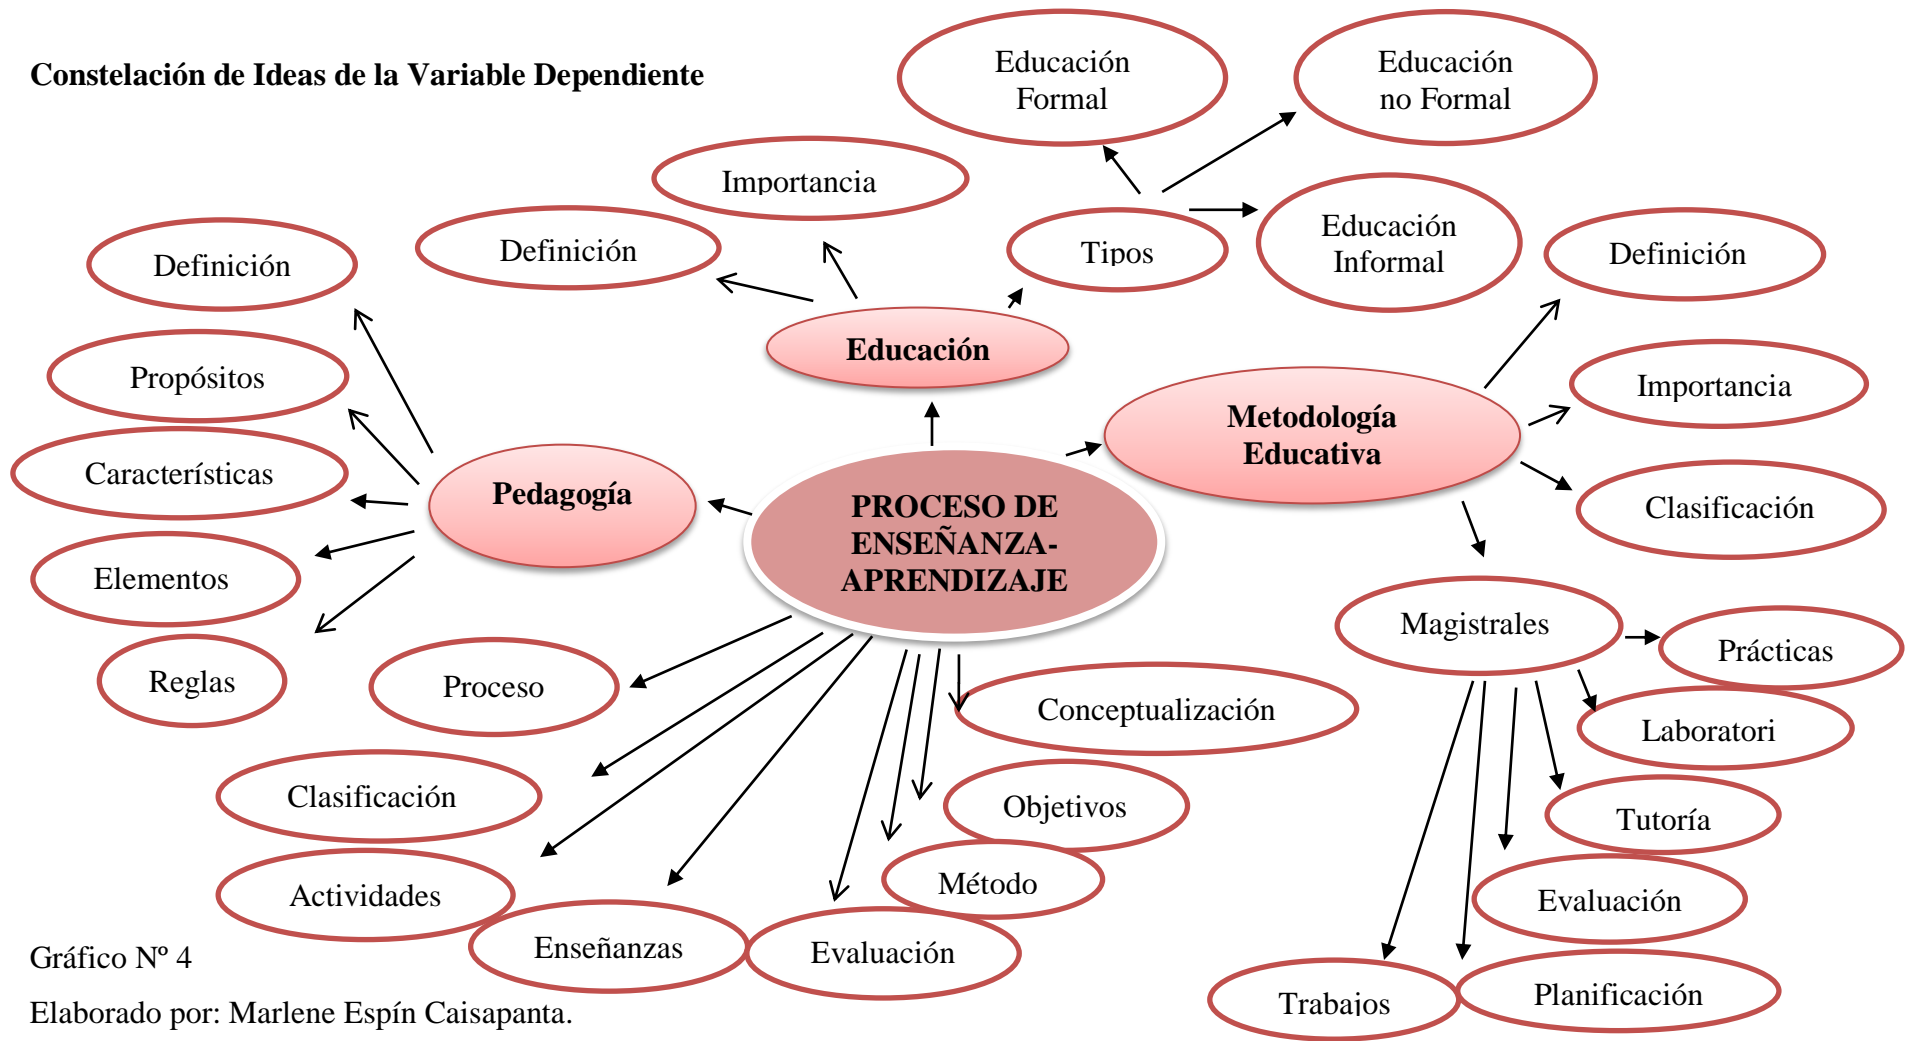 Constelación de Ideas de la Variable Dependiente
Educación
Formal
Educación
no Formal
Importancia
Definición
Tipos
Educación
Informal
Definición
Definición
Propósitos
Características
Elementos
Reglas
Educación
Metodología
Educativa
Importancia
Clasificación
Pedagogía
PROCESO DE
ENSEÑANZA-
APRENDIZAJE
Magistrales
Prácticas
Laboratori
Tutoría
Evaluación
Planificación
Trabajos
Proceso
Clasificación
Actividades
Enseñanzas
Evaluación
Método
Objetivos
Conceptualización
Gráfico Nº 4
Elaborado por: Marlene Espín Caisapanta.